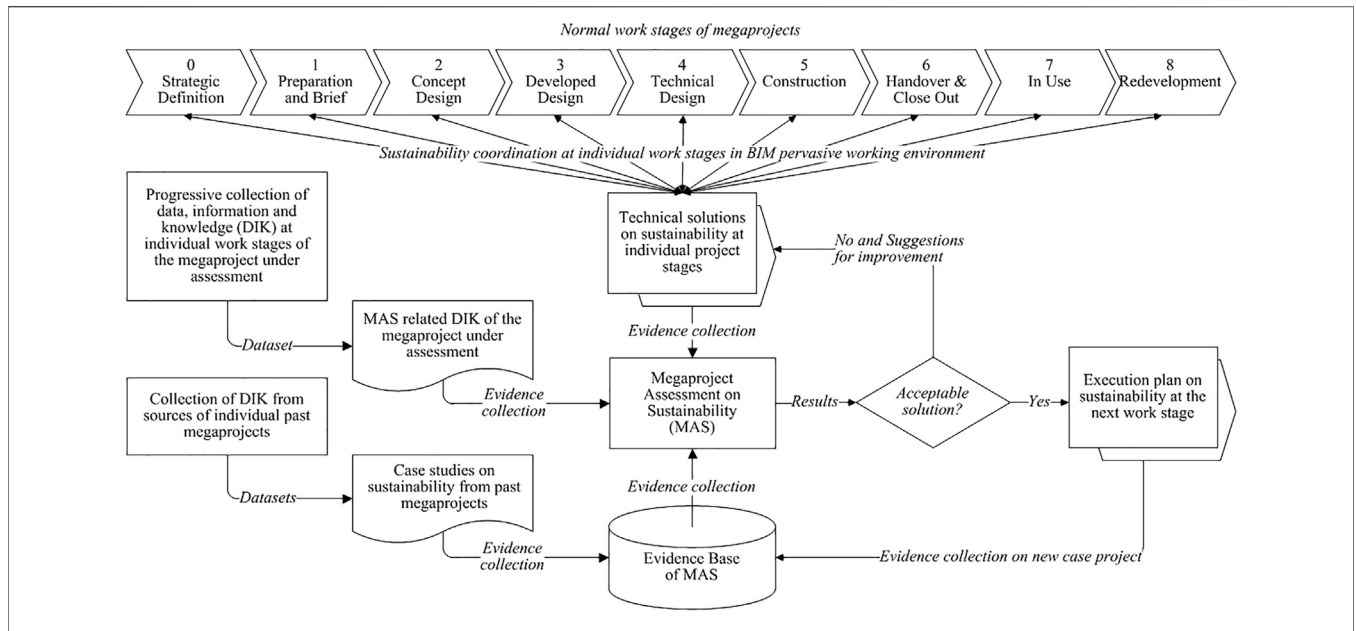 Normal work stages of megaprojects
0
Strategic
Definition
1
Preparation
and Brief
2
Concept
Design
3
Developed
Design
4
Technical
Design
5
Construction
6
Handover &
Close Out
7
In Use
8
Redevelopment
Sustainability coordination at individual work stages in BIM pervasive working environment
Progressive collection of
data, information and
knowledge (DIK) at
individual work stages of
the megaproject under
assessment
Technical solutions
on sustainability at
individual project
stages
No and Suggestions
for improvement
Dataset
MAS related DIK of the
megaproject under
assessment
Evidence collection
Evidence
collection
Megaproject
Assessment on
Sustainability
(MAS)
Results
Acceptable
solution?
Yes
Execution plan on
sustainability at the
next work stage
Collection of DIK from
sources of individual past
megaprojects
Datasets
Case studies on
sustainability from past
megaprojects
Evidence collection
Evidence
collection
Evidence Base
of MAS
Evidence collection on new case project